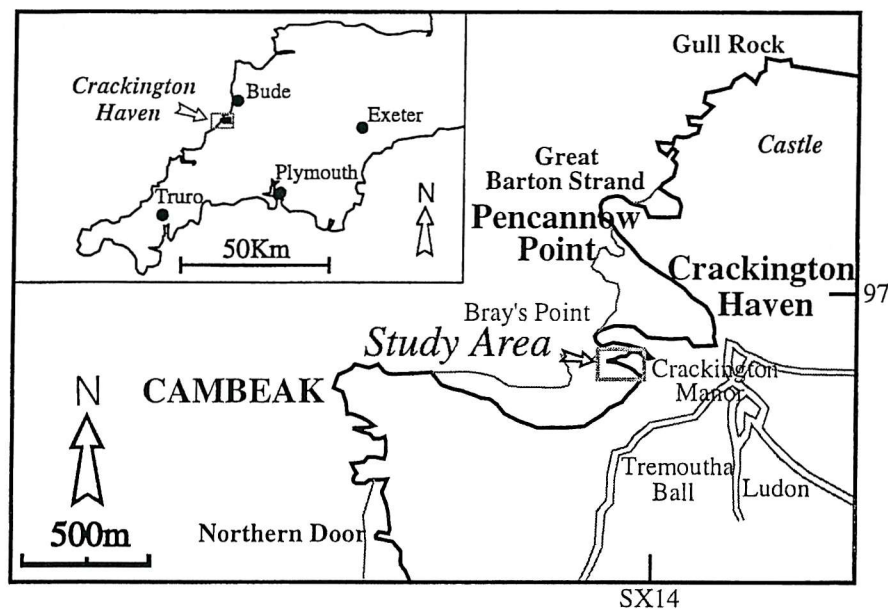 Crackington
Haven
Bude
Exeter
Plymouth
Truro
N
50Km
Gull Rock
Castle
Great
Barton Strand
Pencannow
Point
Crackington
Haven
97
Bray's Point
Study Area
Crackington
Manor
CAMBEAK
N
500m
Tremoutha
Ball
Ludon
Northern Door
SX14